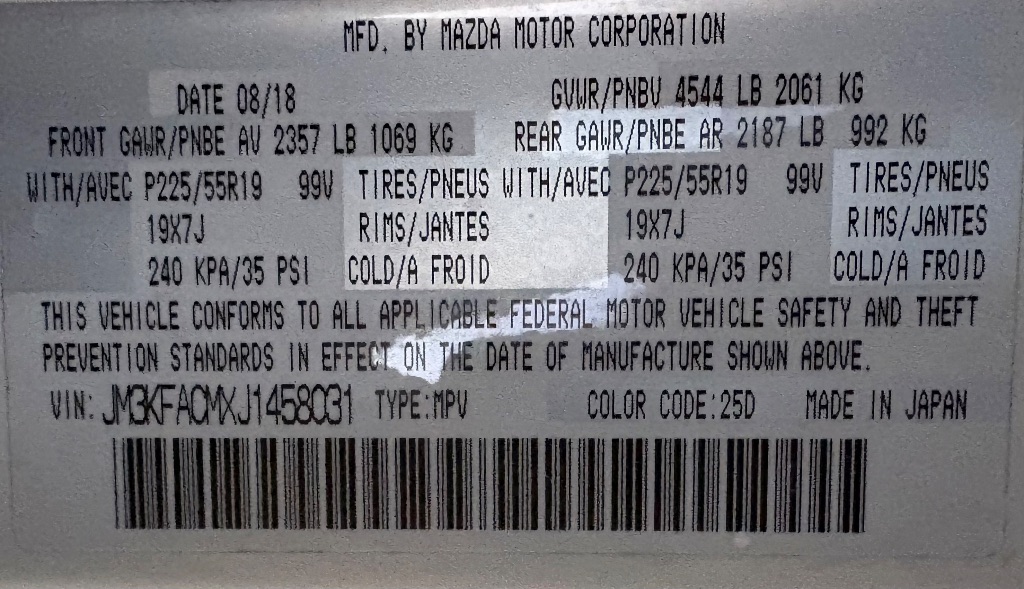 MFD. BY MAZDA MOTOR CORPORATION
DATE 08/18 GVWR/PNBV 4544 LB 2061 KG
FRONT GAWR/PNBE AV 2357 LB 1069 KG REAR GAWR/PNBE AR 2187 LB 992 KG
WITH/AVEC P225/55R19 99V TIRES/PNEUS WITH/AVEC P225/55R19 99V TIRES/PNEUS
19X7J RIMS/JANTES 19X7J RIMS/JANTES
240 KPA/35 PSI COLD/A FROID 240 KPA/35 PSI COLD/A FROID
THIS VEHICLE CONFORMS TO ALL APPLICABLE FEDERAL MOTOR VEHICLE SAFETY AND THEFT
PREVENTION STANDARDS IN EFFECT ON THE DATE OF MANUFACTURE SHOWN ABOVE.
VIN: JM3KFACMXJ1458031 TYPE:MPV COLOR CODE:25D MADE IN JAPAN